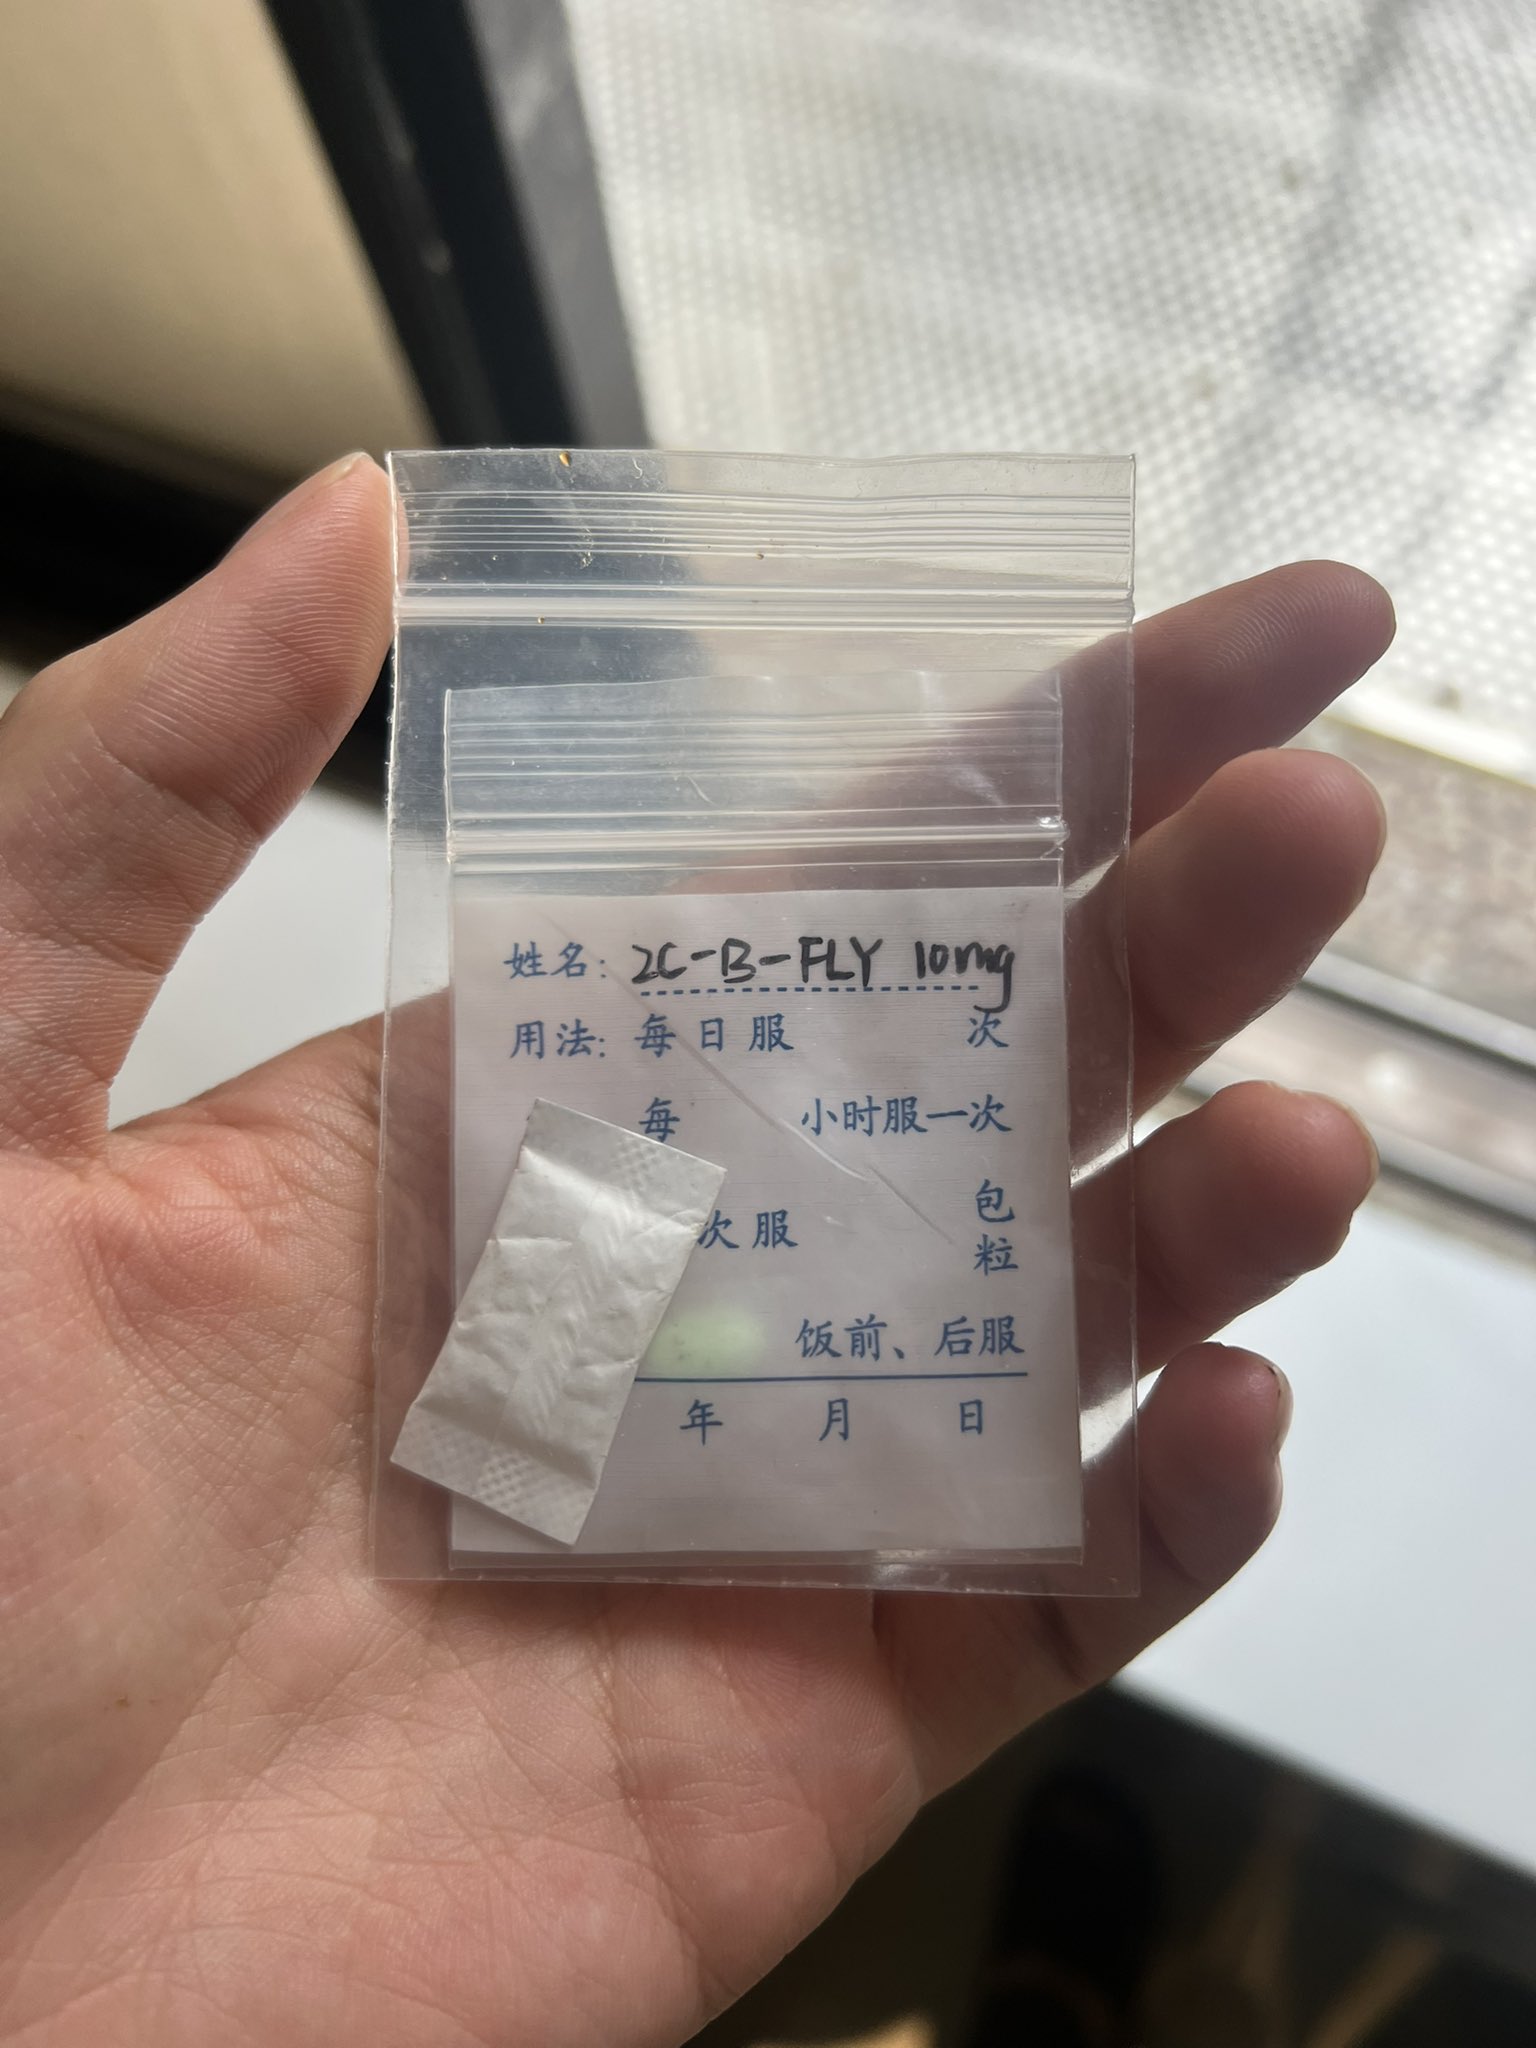 姓名: 2C-B-FLY 10mg
用法: 每日服 次
每 小时服一次
次服 包
粒
饭前、后服
年 月 日